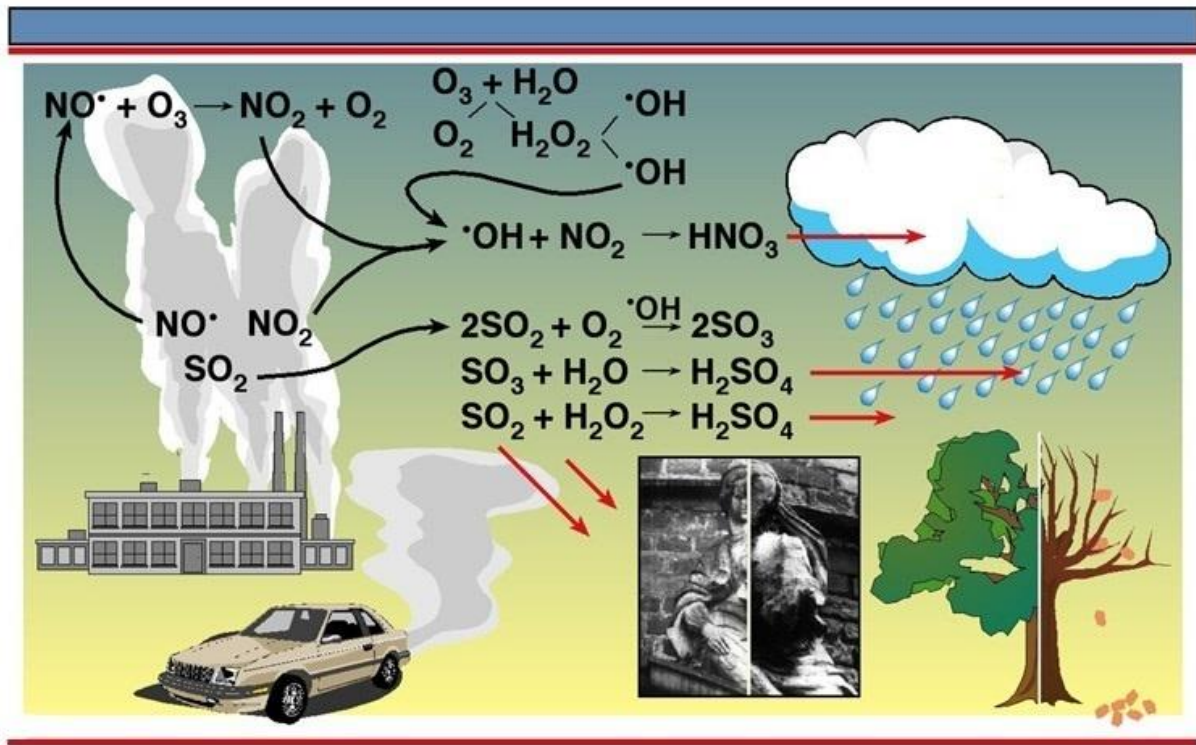 NO• + O₃ → NO₂ + O₂
O₃ + H₂O
O₂ H₂O₂
•OH
•OH
•OH + NO₂ → HNO₃
NO• NO₂
SO₂
2SO₂ + O₂ •OH → 2SO₃
SO₃ + H₂O → H₂SO₄
SO₂ + H₂O₂ → H₂SO₄